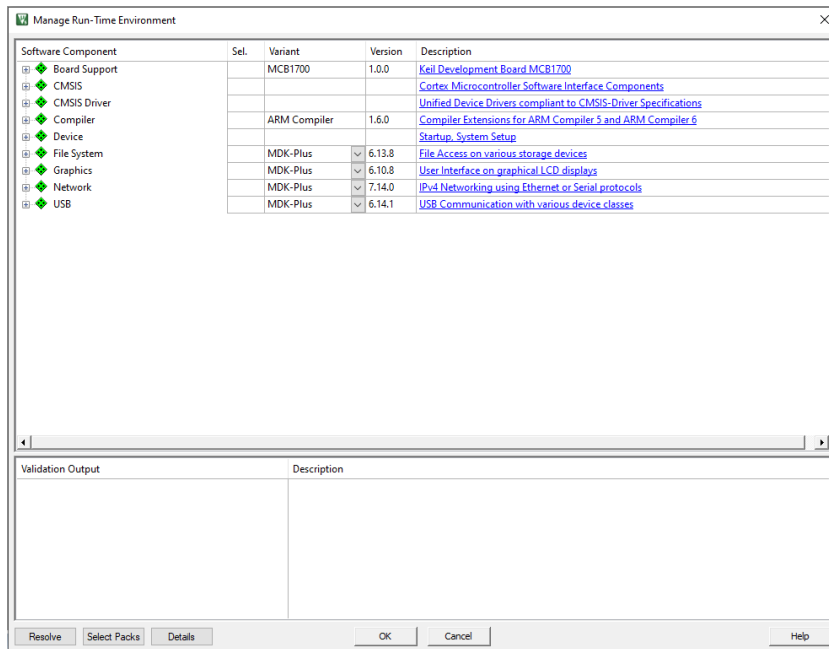 Manage Run-Time Environment
Software Component Sel. Variant Version Description
Board Support MCB1700 1.0.0 Keil Development Board MCB1700
CMSIS Cortex Microcontroller Software Interface Components
CMSIS Driver Unified Device Drivers compliant to CMSIS-Driver Specifications
Compiler ARM Compiler 1.6.0 Compiler Extensions for ARM Compiler 5 and ARM Compiler 6
Device Startup, System Setup
File System MDK-Plus 6.13.8 File Access on various storage devices
Graphics MDK-Plus 6.10.8 User Interface on graphical LCD displays
Network MDK-Plus 7.14.0 IPv4 Networking using Ethernet or Serial protocols
USB MDK-Plus 6.14.1 USB Communication with various device classes
Validation Output Description
Resolve Select Packs Details OK Cancel Help